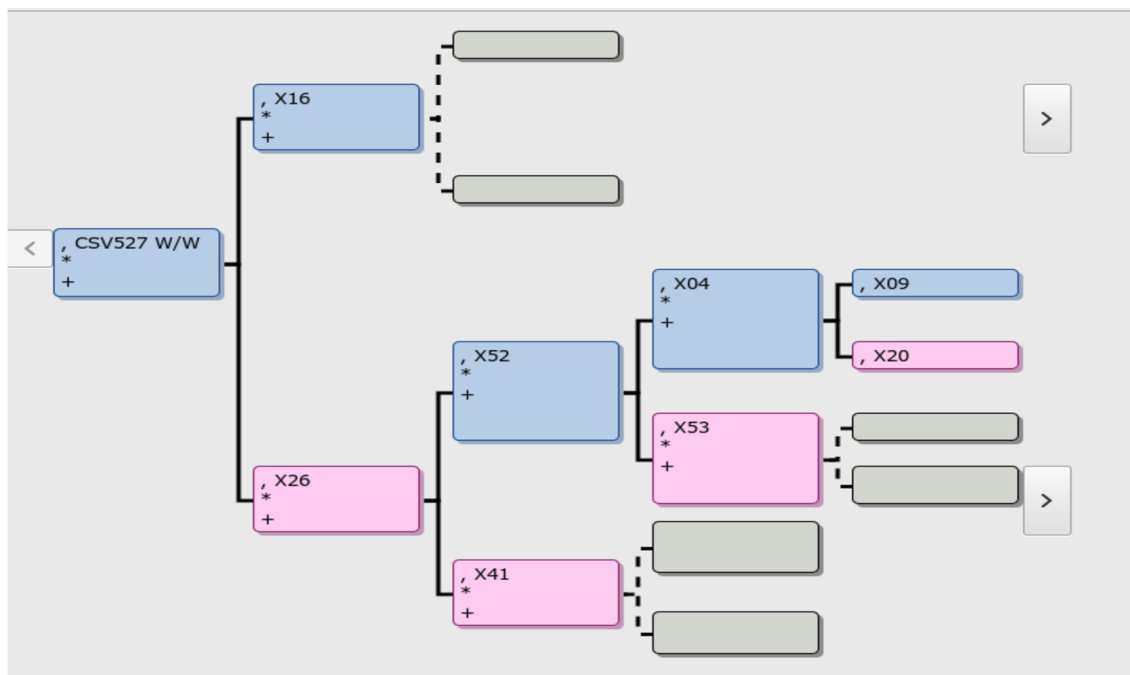 , X16
*
+
>
<
, CSV527 W/W
*
+
, X04
*
+
, X09
, X52
*
+
, X20
, X53
*
+
, X26
*
+
>
, X41
*
+